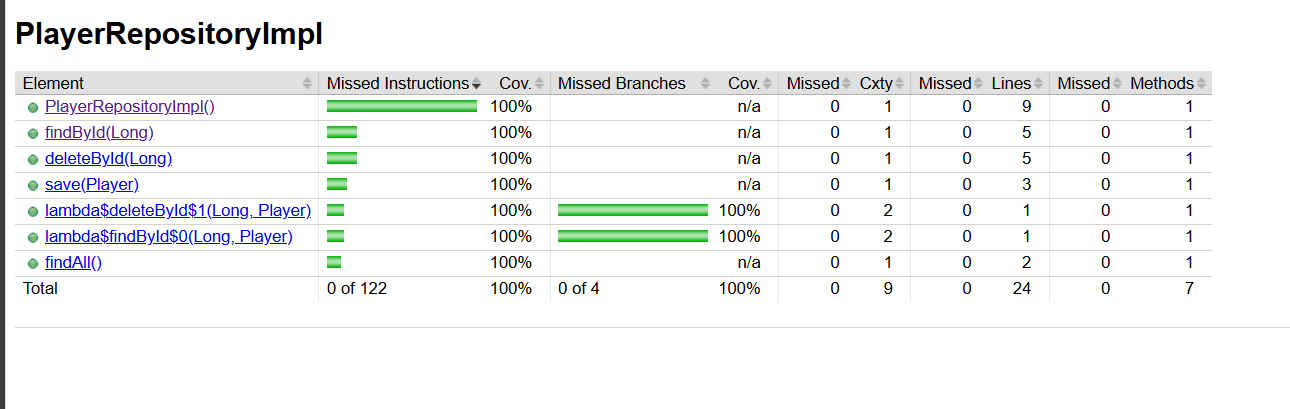 PlayerRepositoryImpl
Element Missed Instructions Cov. Missed Branches Cov. Missed Cxty Missed Lines Missed Methods
PlayerRepositoryImpl() 100% n/a 0 1 0 9 0 1
findById(Long) 100% n/a 0 1 0 5 0 1
deleteById(Long) 100% n/a 0 1 0 5 0 1
save(Player) 100% n/a 0 1 0 3 0 1
lambda$deleteById$1(Long, Player) 100% 100% 0 2 0 1 0 1
lambda$findById$0(Long, Player) 100% 100% 0 2 0 1 0 1
findAll() 100% n/a 0 1 0 2 0 1
Total 0 of 122 100% 0 of 4 100% 0 9 0 24 0 7